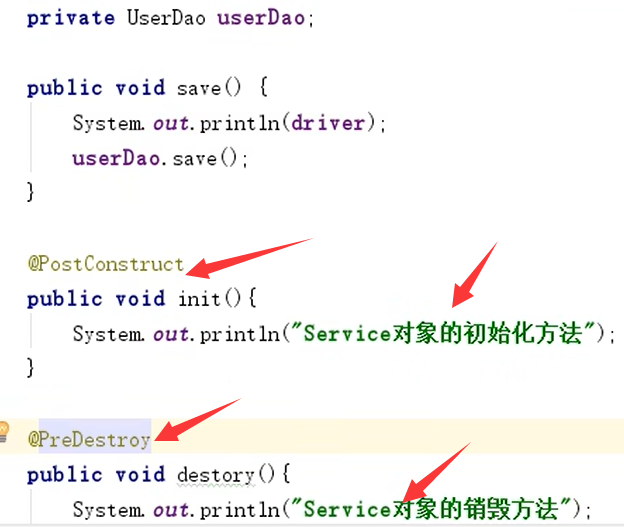 private UserDao userDao;
public void save() {
System.out.println(driver);
userDao.save();
}
@PostConstruct
public void init(){
System.out.println("Service对象的初始化方法");
}
@PreDestroy
public void destory(){
System.out.println("Service对象的销毁方法");